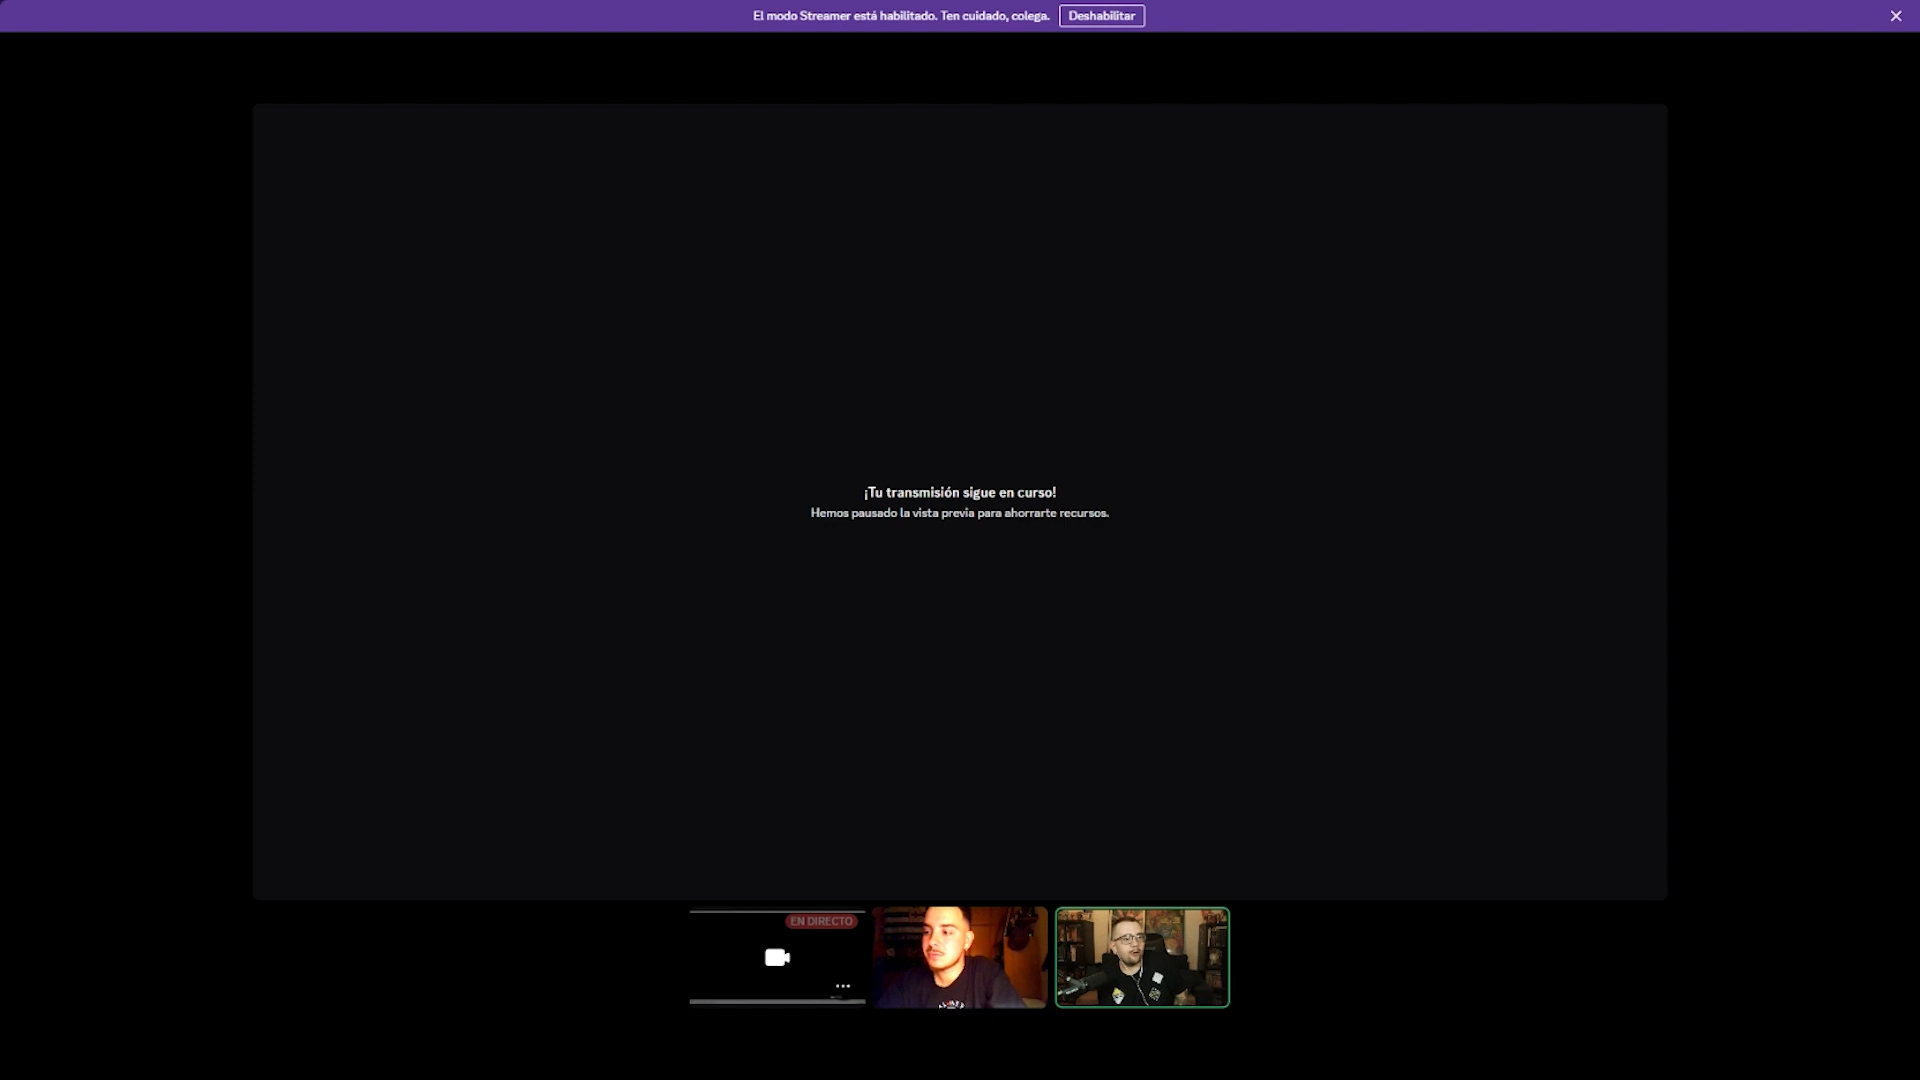 El modo Streamer está habilitado. Ten cuidado, colega. Deshabilitar
¡Tu transmisión sigue en curso!
Hemos pausado la vista previa para ahorrarte recursos.
EN DIRECTO